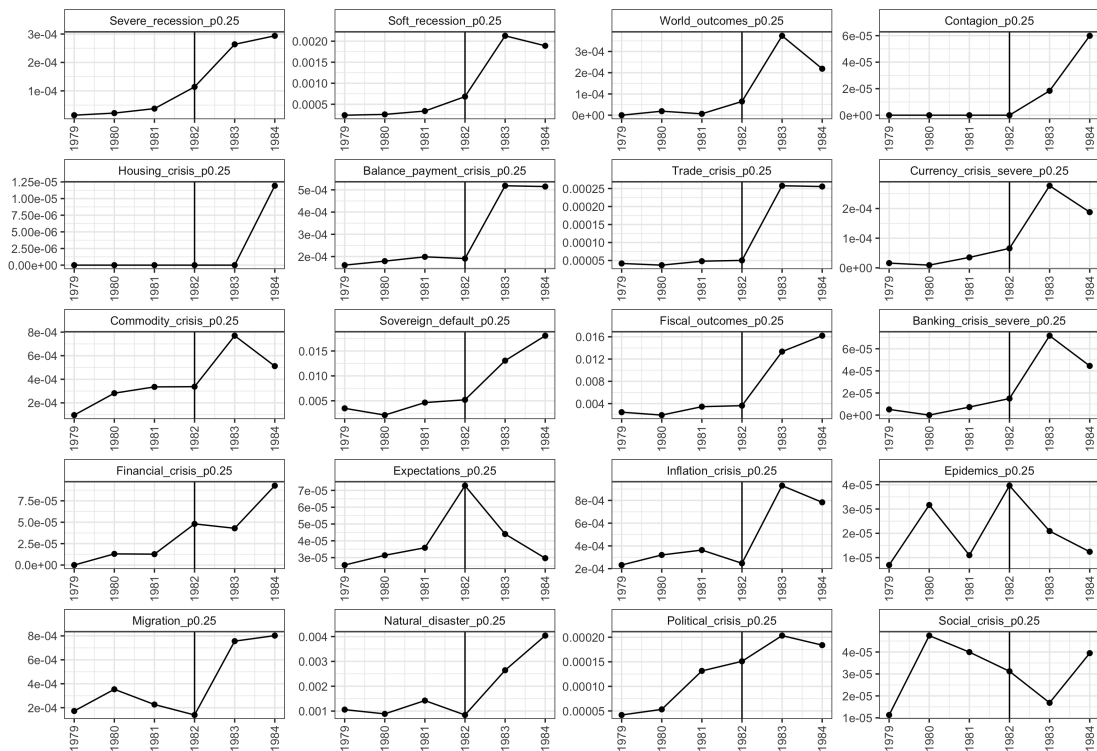 Severe_recession_p0.25
3e-04
2e-04
1e-04
1979
1980
1981
1982
1983
1984
Soft_recession_p0.25
0.0020
0.0015
0.0010
0.0005
1979
1980
1981
1982
1983
1984
World_outcomes_p0.25
3e-04
2e-04
1e-04
0e+00
1979
1980
1981
1982
1983
1984
Contagion_p0.25
6e-05
4e-05
2e-05
0e+00
1979
1980
1981
1982
1983
1984
Housing_crisis_p0.25
1.25e-05
1.00e-05
7.50e-06
5.00e-06
2.50e-06
0.00e+00
1979
1980
1981
1982
1983
1984
Balance_payment_crisis_p0.25
5e-04
4e-04
3e-04
2e-04
1979
1980
1981
1982
1983
1984
Trade_crisis_p0.25
0.00025
0.00020
0.00015
0.00010
0.00005
1979
1980
1981
1982
1983
1984
Currency_crisis_severe_p0.25
2e-04
1e-04
0e+00
1979
1980
1981
1982
1983
1984
Commodity_crisis_p0.25
8e-04
6e-04
4e-04
2e-04
1979
1980
1981
1982
1983
1984
Sovereign_default_p0.25
0.015
0.010
0.005
1979
1980
1981
1982
1983
1984
Fiscal_outcomes_p0.25
0.016
0.012
0.008
0.004
1979
1980
1981
1982
1983
1984
Banking_crisis_severe_p0.25
6e-05
4e-05
2e-05
0e+00
1979
1980
1981
1982
1983
1984
Financial_crisis_p0.25
7.5e-05
5.0e-05
2.5e-05
0.0e+00
1979
1980
1981
1982
1983
1984
Expectations_p0.25
7e-05
6e-05
5e-05
4e-05
3e-05
1979
1980
1981
1982
1983
1984
Inflation_crisis_p0.25
8e-04
6e-04
4e-04
2e-04
1979
1980
1981
1982
1983
1984
Epidemics_p0.25
4e-05
3e-05
2e-05
1e-05
1979
1980
1981
1982
1983
1984
Migration_p0.25
8e-04
6e-04
4e-04
2e-04
1979
1980
1981
1982
1983
1984
Natural_disaster_p0.25
0.004
0.003
0.002
0.001
1979
1980
1981
1982
1983
1984
Political_crisis_p0.25
0.00020
0.00015
0.00010
0.00005
1979
1980
1981
1982
1983
1984
Social_crisis_p0.25
4e-05
3e-05
2e-05
1e-05
1979
1980
1981
1982
1983
1984